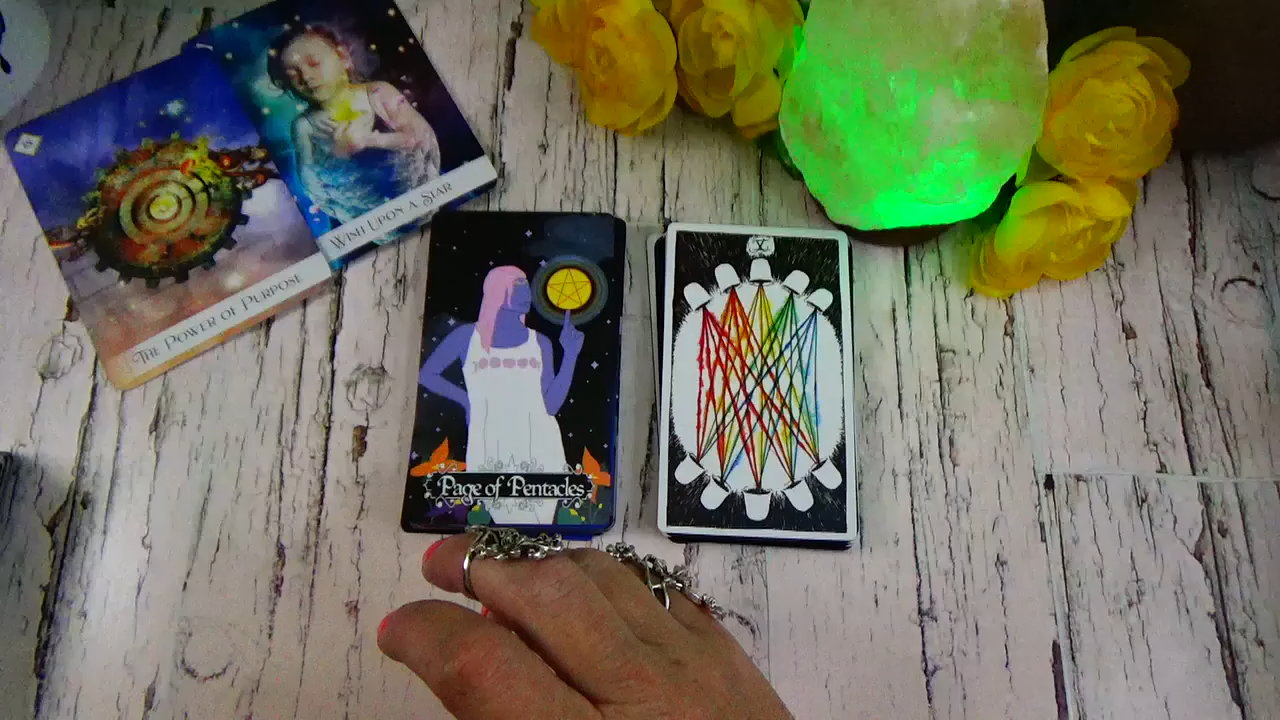 THE POWER OF PURPOSE
WISH UPON A STAR
Page of Pentacles
X